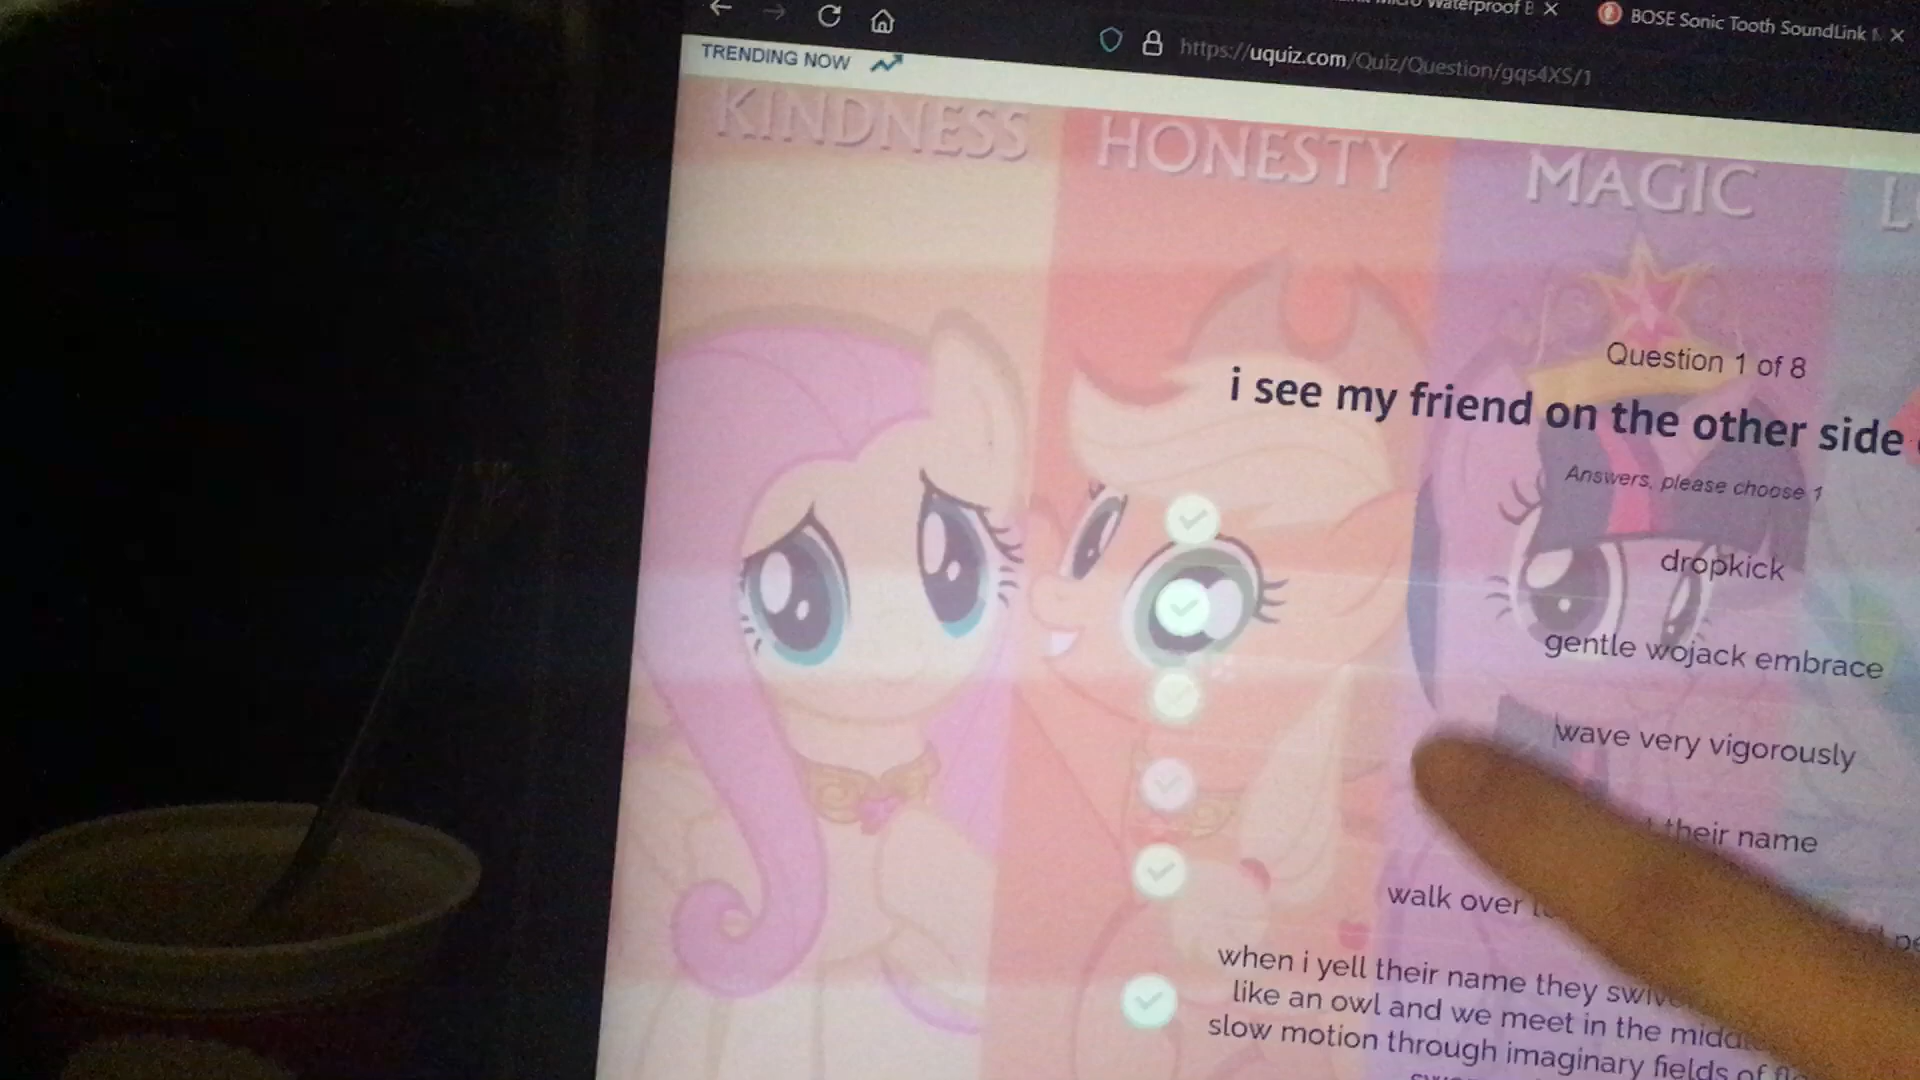 Waterproof B
BOSE Sonic Tooth SoundLink
https://uquiz.com/Quiz/Question/gqs4XS/1
TRENDING NOW
KINDNESS
HONESTY
MAGIC
Question 1 of 8
i see my friend on the other side
Answers, please choose 1
dropkick
gentle wojack embrace
wave very vigorously
their name
walk over
when i yell their name they
like an owl and we meet in the
slow motion through imaginary fields of